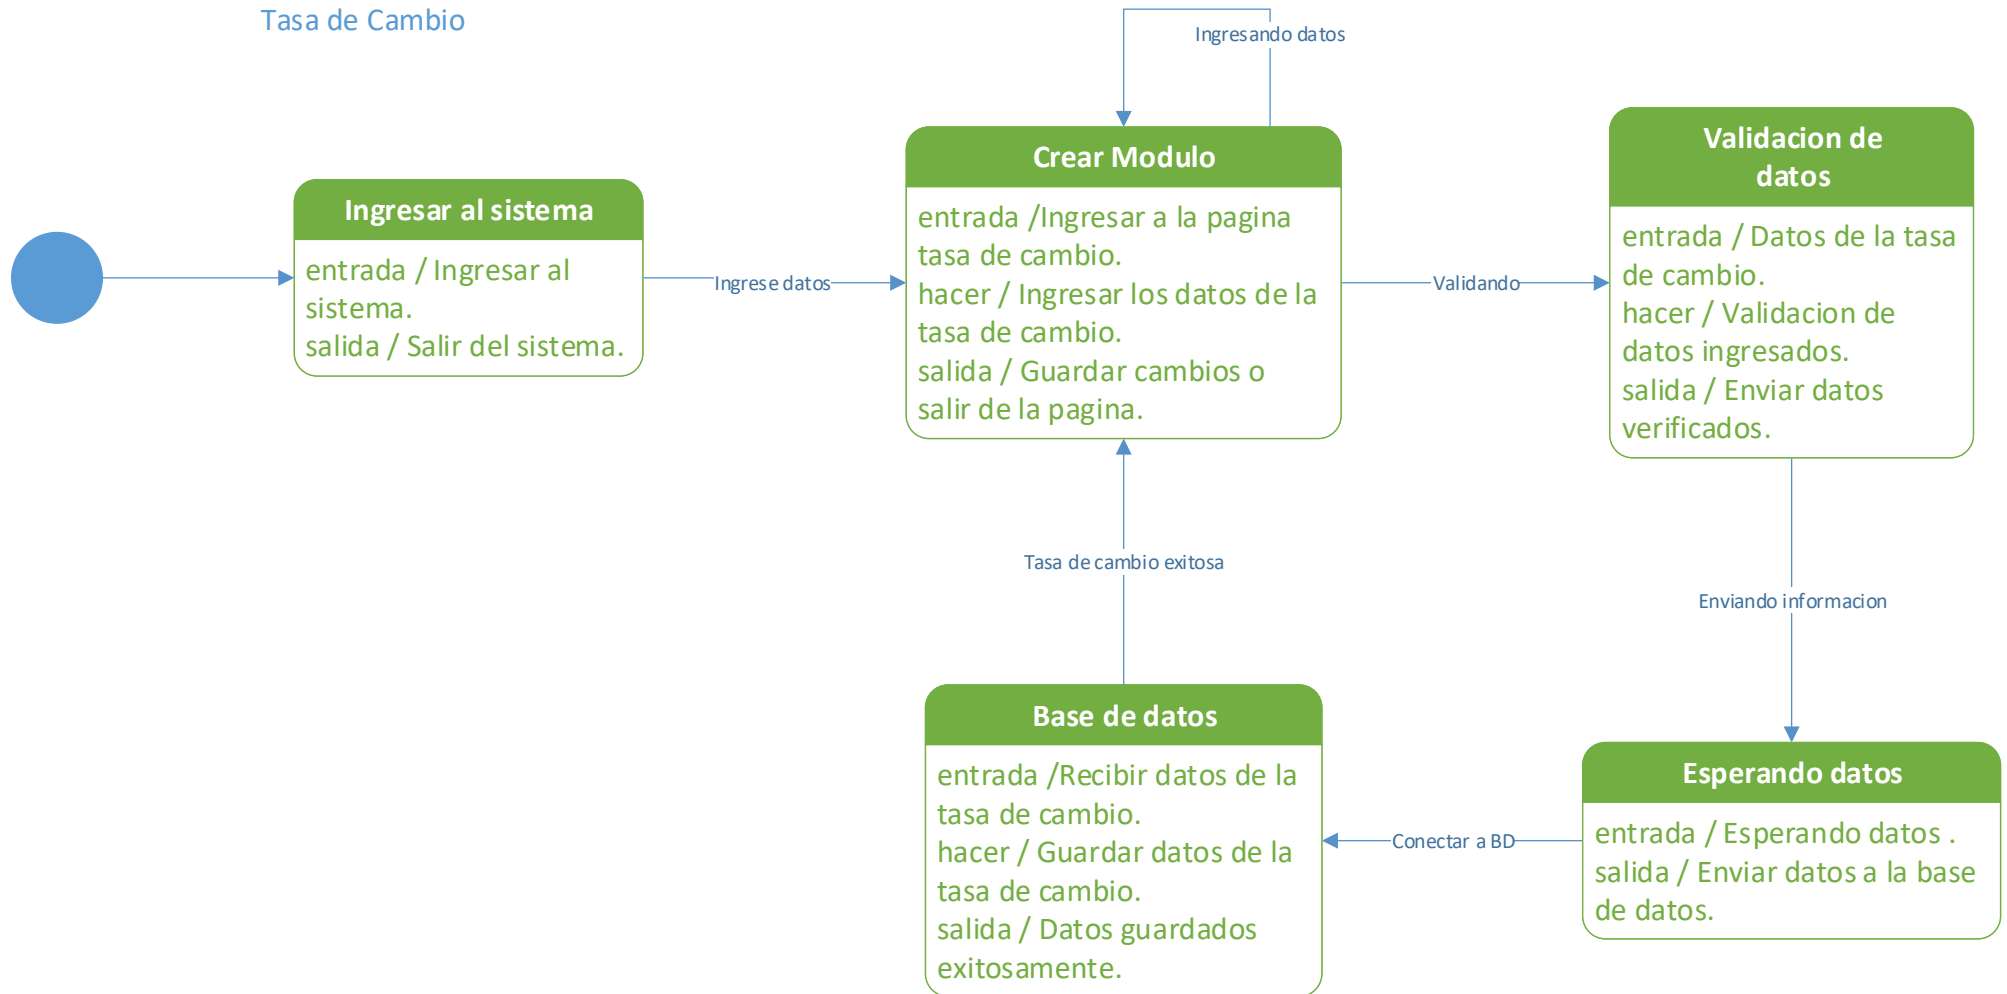 Tasa de Cambio
Ingresando datos
Ingresar al sistema
entrada / Ingresar al
sistema.
salida / Salir del sistema.
Ingrese datos
Crear Modulo
entrada /Ingresar a la pagina
tasa de cambio.
hacer / Ingresar los datos de la
tasa de cambio.
salida / Guardar cambios o
salir de la pagina.
Validando
Validacion de
datos
entrada / Datos de la tasa
de cambio.
hacer / Validacion de
datos ingresados.
salida / Enviar datos
verificados.
Tasa de cambio exitosa
Enviando informacion
Base de datos
entrada /Recibir datos de la
tasa de cambio.
hacer / Guardar datos de la
tasa de cambio.
salida / Datos guardados
exitosamente.
Conectar a BD
Esperando datos
entrada / Esperando datos .
salida / Enviar datos a la base
de datos.